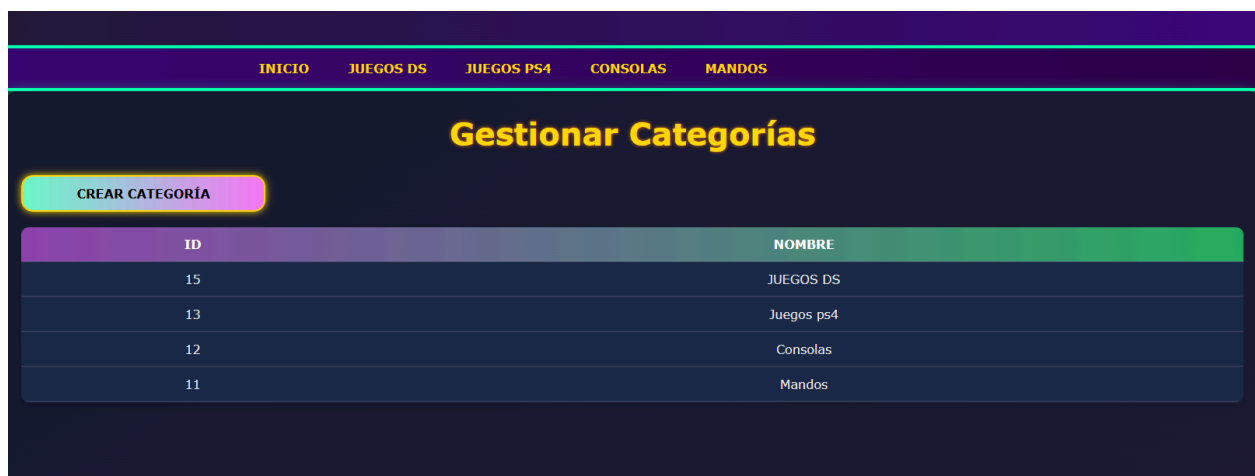 INICIO JUEGOS DS JUEGOS PS4 CONSOLAS MANDOS
Gestionar Categorías
CREAR CATEGORÍA
ID NOMBRE
15 JUEGOS DS
13 Juegos ps4
12 Consolas
11 Mandos